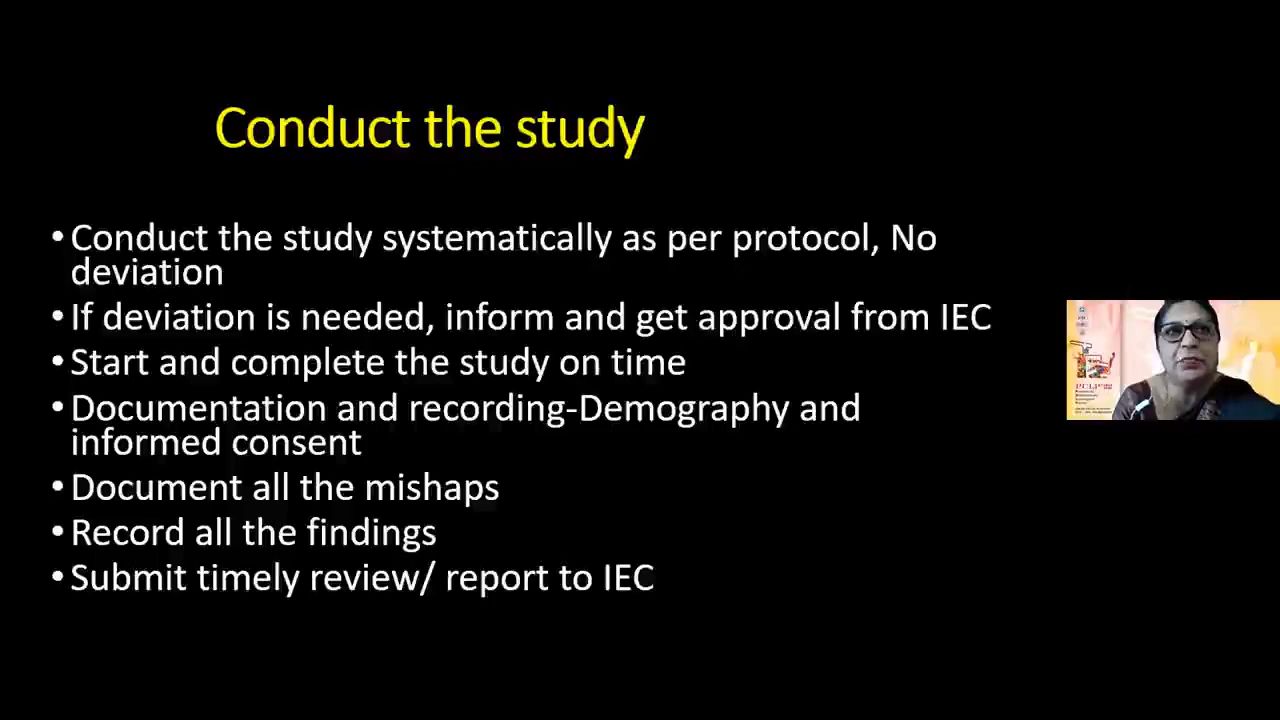 Conduct the study
•Conduct the study systematically as per protocol, No
deviation
•If deviation is needed, inform and get approval from IEC
•Start and complete the study on time
•Documentation and recording-Demography and
informed consent
•Document all the mishaps
•Record all the findings
•Submit timely review/ report to IEC